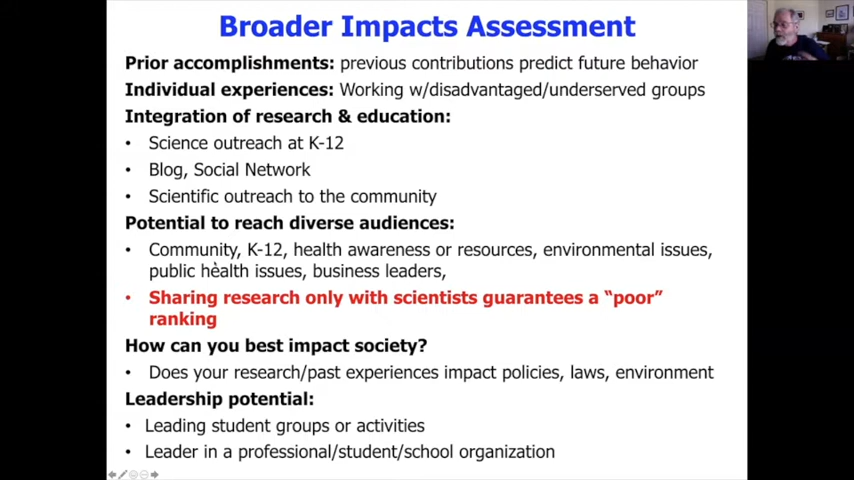 Broader Impacts Assessment
Prior accomplishments: previous contributions predict future behavior
Individual experiences: Working w/disadvantaged/underserved groups
Integration of research & education:
• Science outreach at K-12
• Blog, Social Network
• Scientific outreach to the community
Potential to reach diverse audiences:
• Community, K-12, health awareness or resources, environmental issues,
public health issues, business leaders,
• Sharing research only with scientists guarantees a “poor”
ranking
How can you best impact society?
• Does your research/past experiences impact policies, laws, environment
Leadership potential:
• Leading student groups or activities
• Leader in a professional/student/school organization